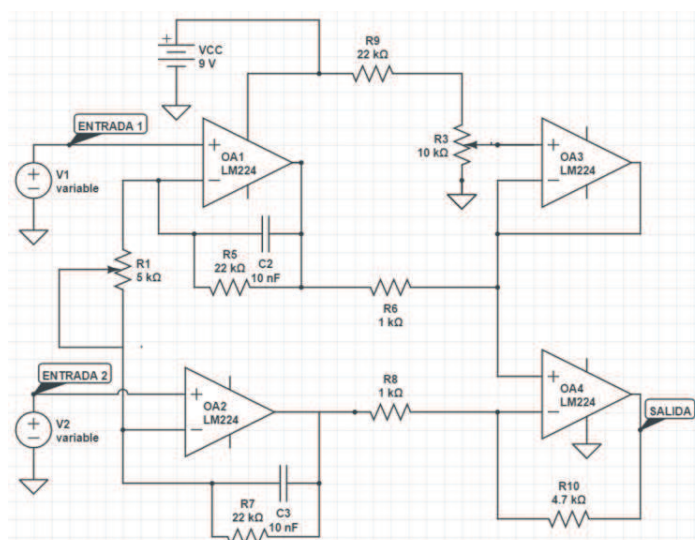 VCC
9 V
R9
22 kΩ
ENTRADA 1
OA1
LM224
R3
10 kΩ
OA3
LM224
V1
variable
R1
5 kΩ
R5
22 kΩ
C2
10 nF
R6
1 kΩ
ENTRADA 2
OA2
LM224
R8
1 kΩ
OA4
LM224
SALIDA
V2
variable
R7
22 kΩ
C3
10 nF
R10
4.7 kΩ